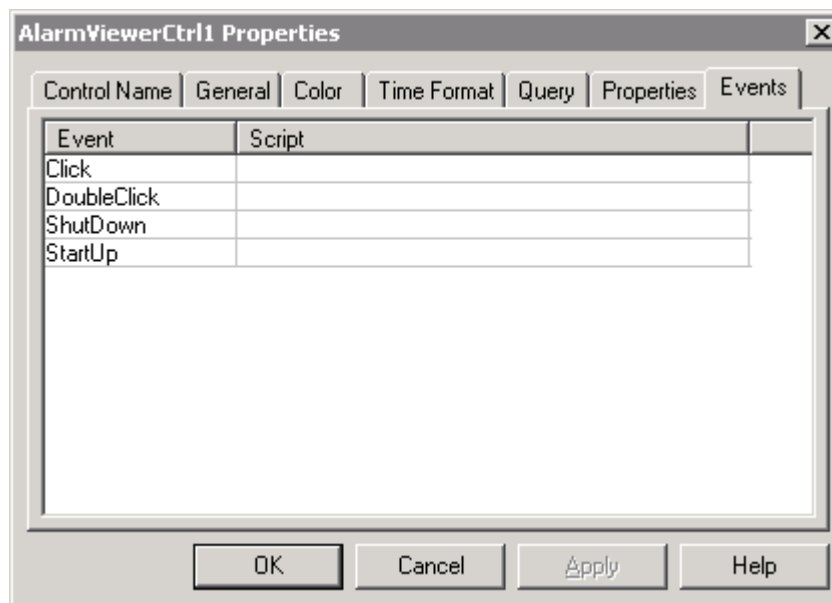 AlarmViewerCtrl1 Properties
Control Name General Color Time Format Query Properties Events
Event Script
Click
DoubleClick
ShutDown
StartUp
OK Cancel Apply Help